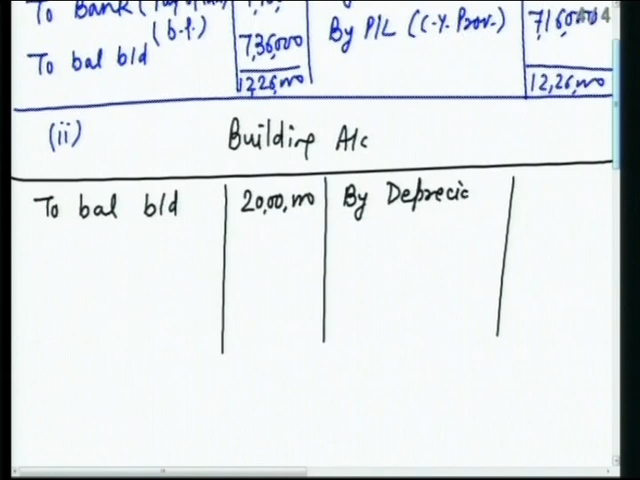 To Bank (
(b.f.)
To bal b/d
7,36,000
12,26,000
By P/L (C.Y. Prov.)
7,16,000
12,26,000
(ii) Building A/c
To bal b/d 20,00,000 By Deprecia